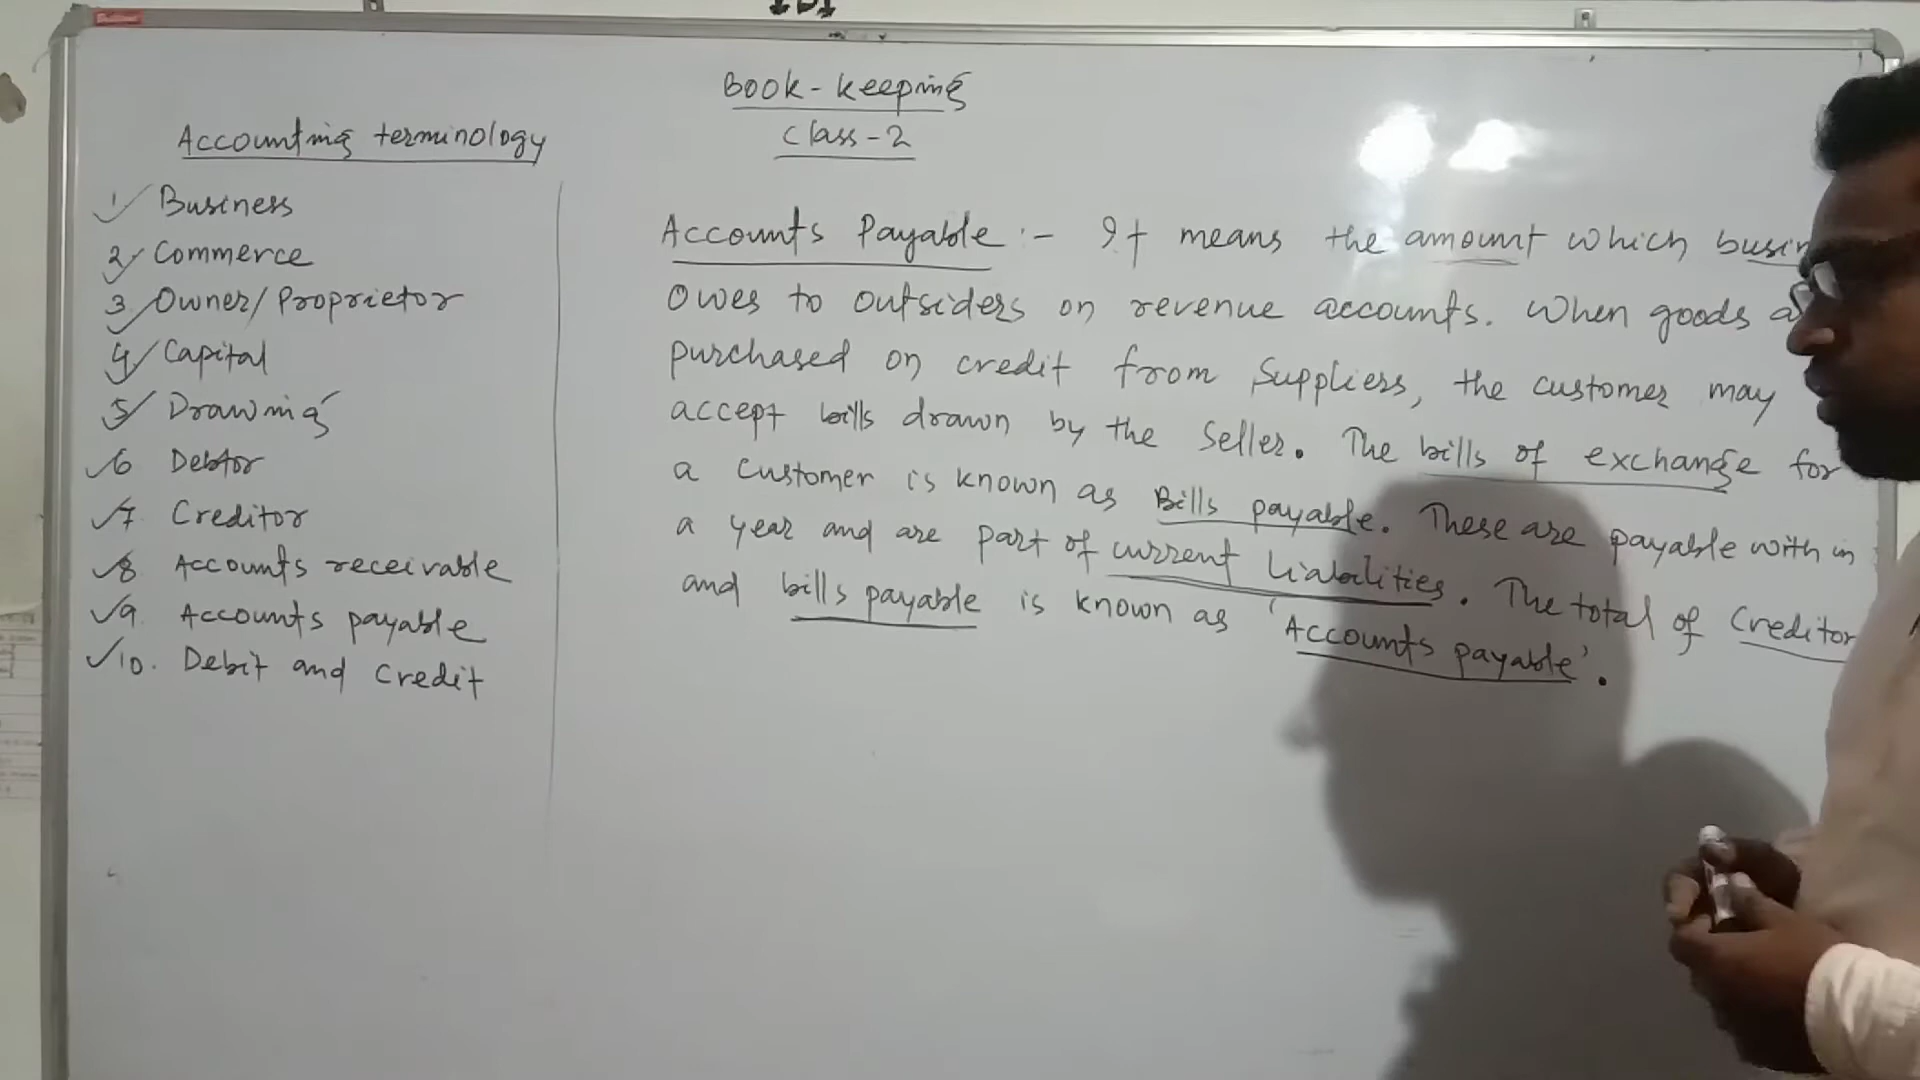 Book-keeping
Class-2
Accounting terminology
1 Business
2 Commerce
3 Owner/Proprietor
4 Capital
5 Drawing
6 Debtor
7. Creditor
8 Accounts receivable
9. Accounts payable
10. Debit and Credit
Accounts Payable :- It means the amount which busin
owes to outsiders on revenue accounts. When goods a
purchased on credit from Suppliers, the customer may
accept bills drawn by the Seller. The bills of exchange for
a customer is known as Bills payable. These are payable with in
a year and are part of current liabilities. The total of Creditor
and bills payable is known as 'Accounts payable'.